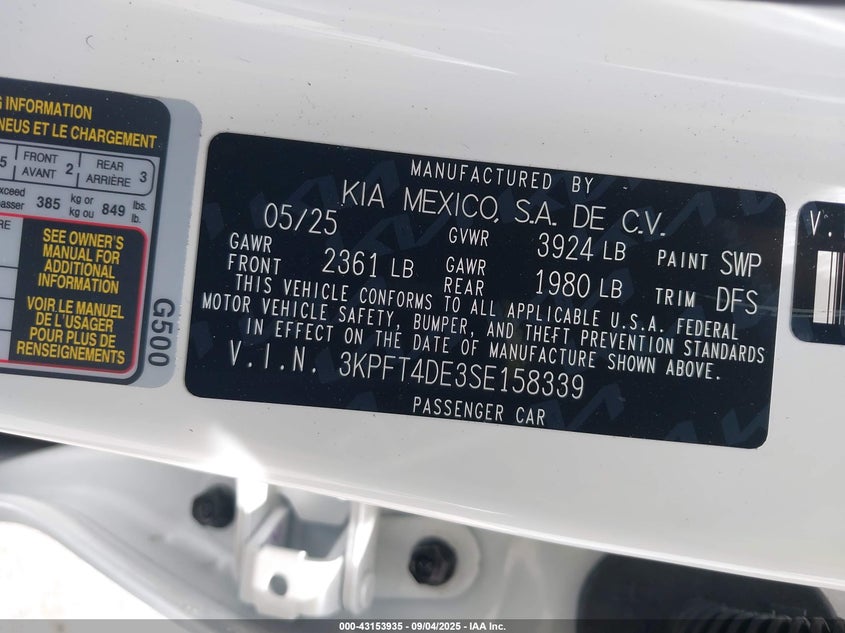 G INFORMATION
NEUS ET LE CHARGEMENT
5 FRONT AVANT 2 REAR ARRIÈRE 3
385 kg or kg ou 849 lbs. lb.
SEE OWNER'S
MANUAL FOR
ADDITIONAL
INFORMATION
VOIR LE MANUEL
DE L'USAGER
POUR PLUS DE
RENSEIGNEMENTS
G500
MANUFACTURED BY
KIA MEXICO, S.A. DE C.V.
05/25 GVWR 3924 LB PAINT SWP
GAWR FRONT 2361 LB GAWR REAR 1980 LB TRIM DFS
THIS VEHICLE CONFORMS TO ALL APPLICABLE U.S.A. FEDERAL
MOTOR VEHICLE SAFETY, BUMPER, AND THEFT PREVENTION STANDARDS
IN EFFECT ON THE DATE OF MANUFACTURE SHOWN ABOVE.
V.I.N. 3KPFT4DE3SE158339
PASSENGER CAR
V.
000-43153935 - 09/04/2025 - IAA Inc.